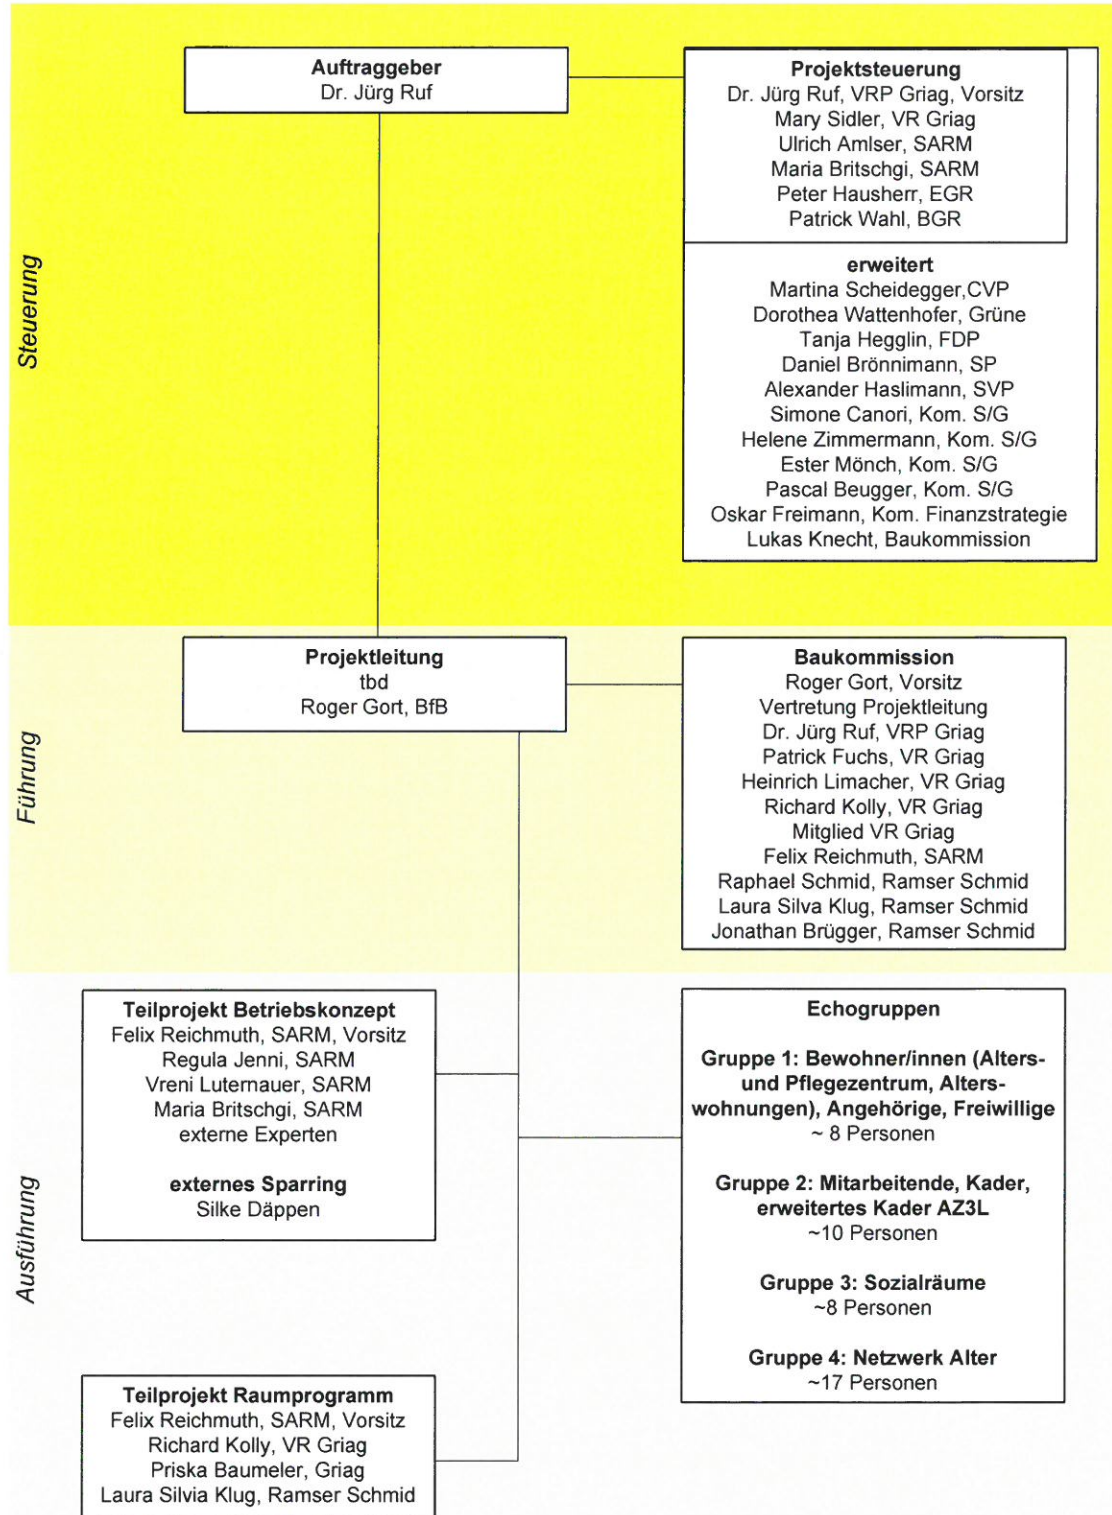 Steuerung
Auftraggeber
Dr. Jürg Ruf
Projektsteuerung
Dr. Jürg Ruf, VRP Griag, Vorsitz
Mary Sidler, VR Griag
Ulrich Amlser, SARM
Maria Britschgi, SARM
Peter Hausherr, EGR
Patrick Wahl, BGR
erweitert
Martina Scheidegger,CVP
Dorothea Wattenhofer, Grüne
Tanja Hegglin, FDP
Daniel Brönnimann, SP
Alexander Haslimann, SVP
Simone Canori, Kom. S/G
Helene Zimmermann, Kom. S/G
Ester Mönch, Kom. S/G
Pascal Beugger, Kom. S/G
Oskar Freimann, Kom. Finanzstrategie
Lukas Knecht, Baukommission
Führung
Projektleitung
tbd
Roger Gort, BfB
Baukommission
Roger Gort, Vorsitz
Vertretung Projektleitung
Dr. Jürg Ruf, VRP Griag
Patrick Fuchs, VR Griag
Heinrich Limacher, VR Griag
Richard Kolly, VR Griag
Mitglied VR Griag
Felix Reichmuth, SARM
Raphael Schmid, Ramser Schmid
Laura Silva Klug, Ramser Schmid
Jonathan Brügger, Ramser Schmid
Ausführung
Teilprojekt Betriebskonzept
Felix Reichmuth, SARM, Vorsitz
Regula Jenni, SARM
Vreni Luternauer, SARM
Maria Britschgi, SARM
externe Experten
externes Sparring
Silke Däppen
Echogruppen
Gruppe 1: Bewohner/innen (Alters-
und Pflegezentrum, Alters-
wohnungen), Angehörige, Freiwillige
~ 8 Personen
Gruppe 2: Mitarbeitende, Kader,
erweitertes Kader AZ3L
~10 Personen
Gruppe 3: Sozialräume
~8 Personen
Gruppe 4: Netzwerk Alter
~17 Personen
Teilprojekt Raumprogramm
Felix Reichmuth, SARM, Vorsitz
Richard Kolly, VR Griag
Priska Baumeler, Griag
Laura Silvia Klug, Ramser Schmid